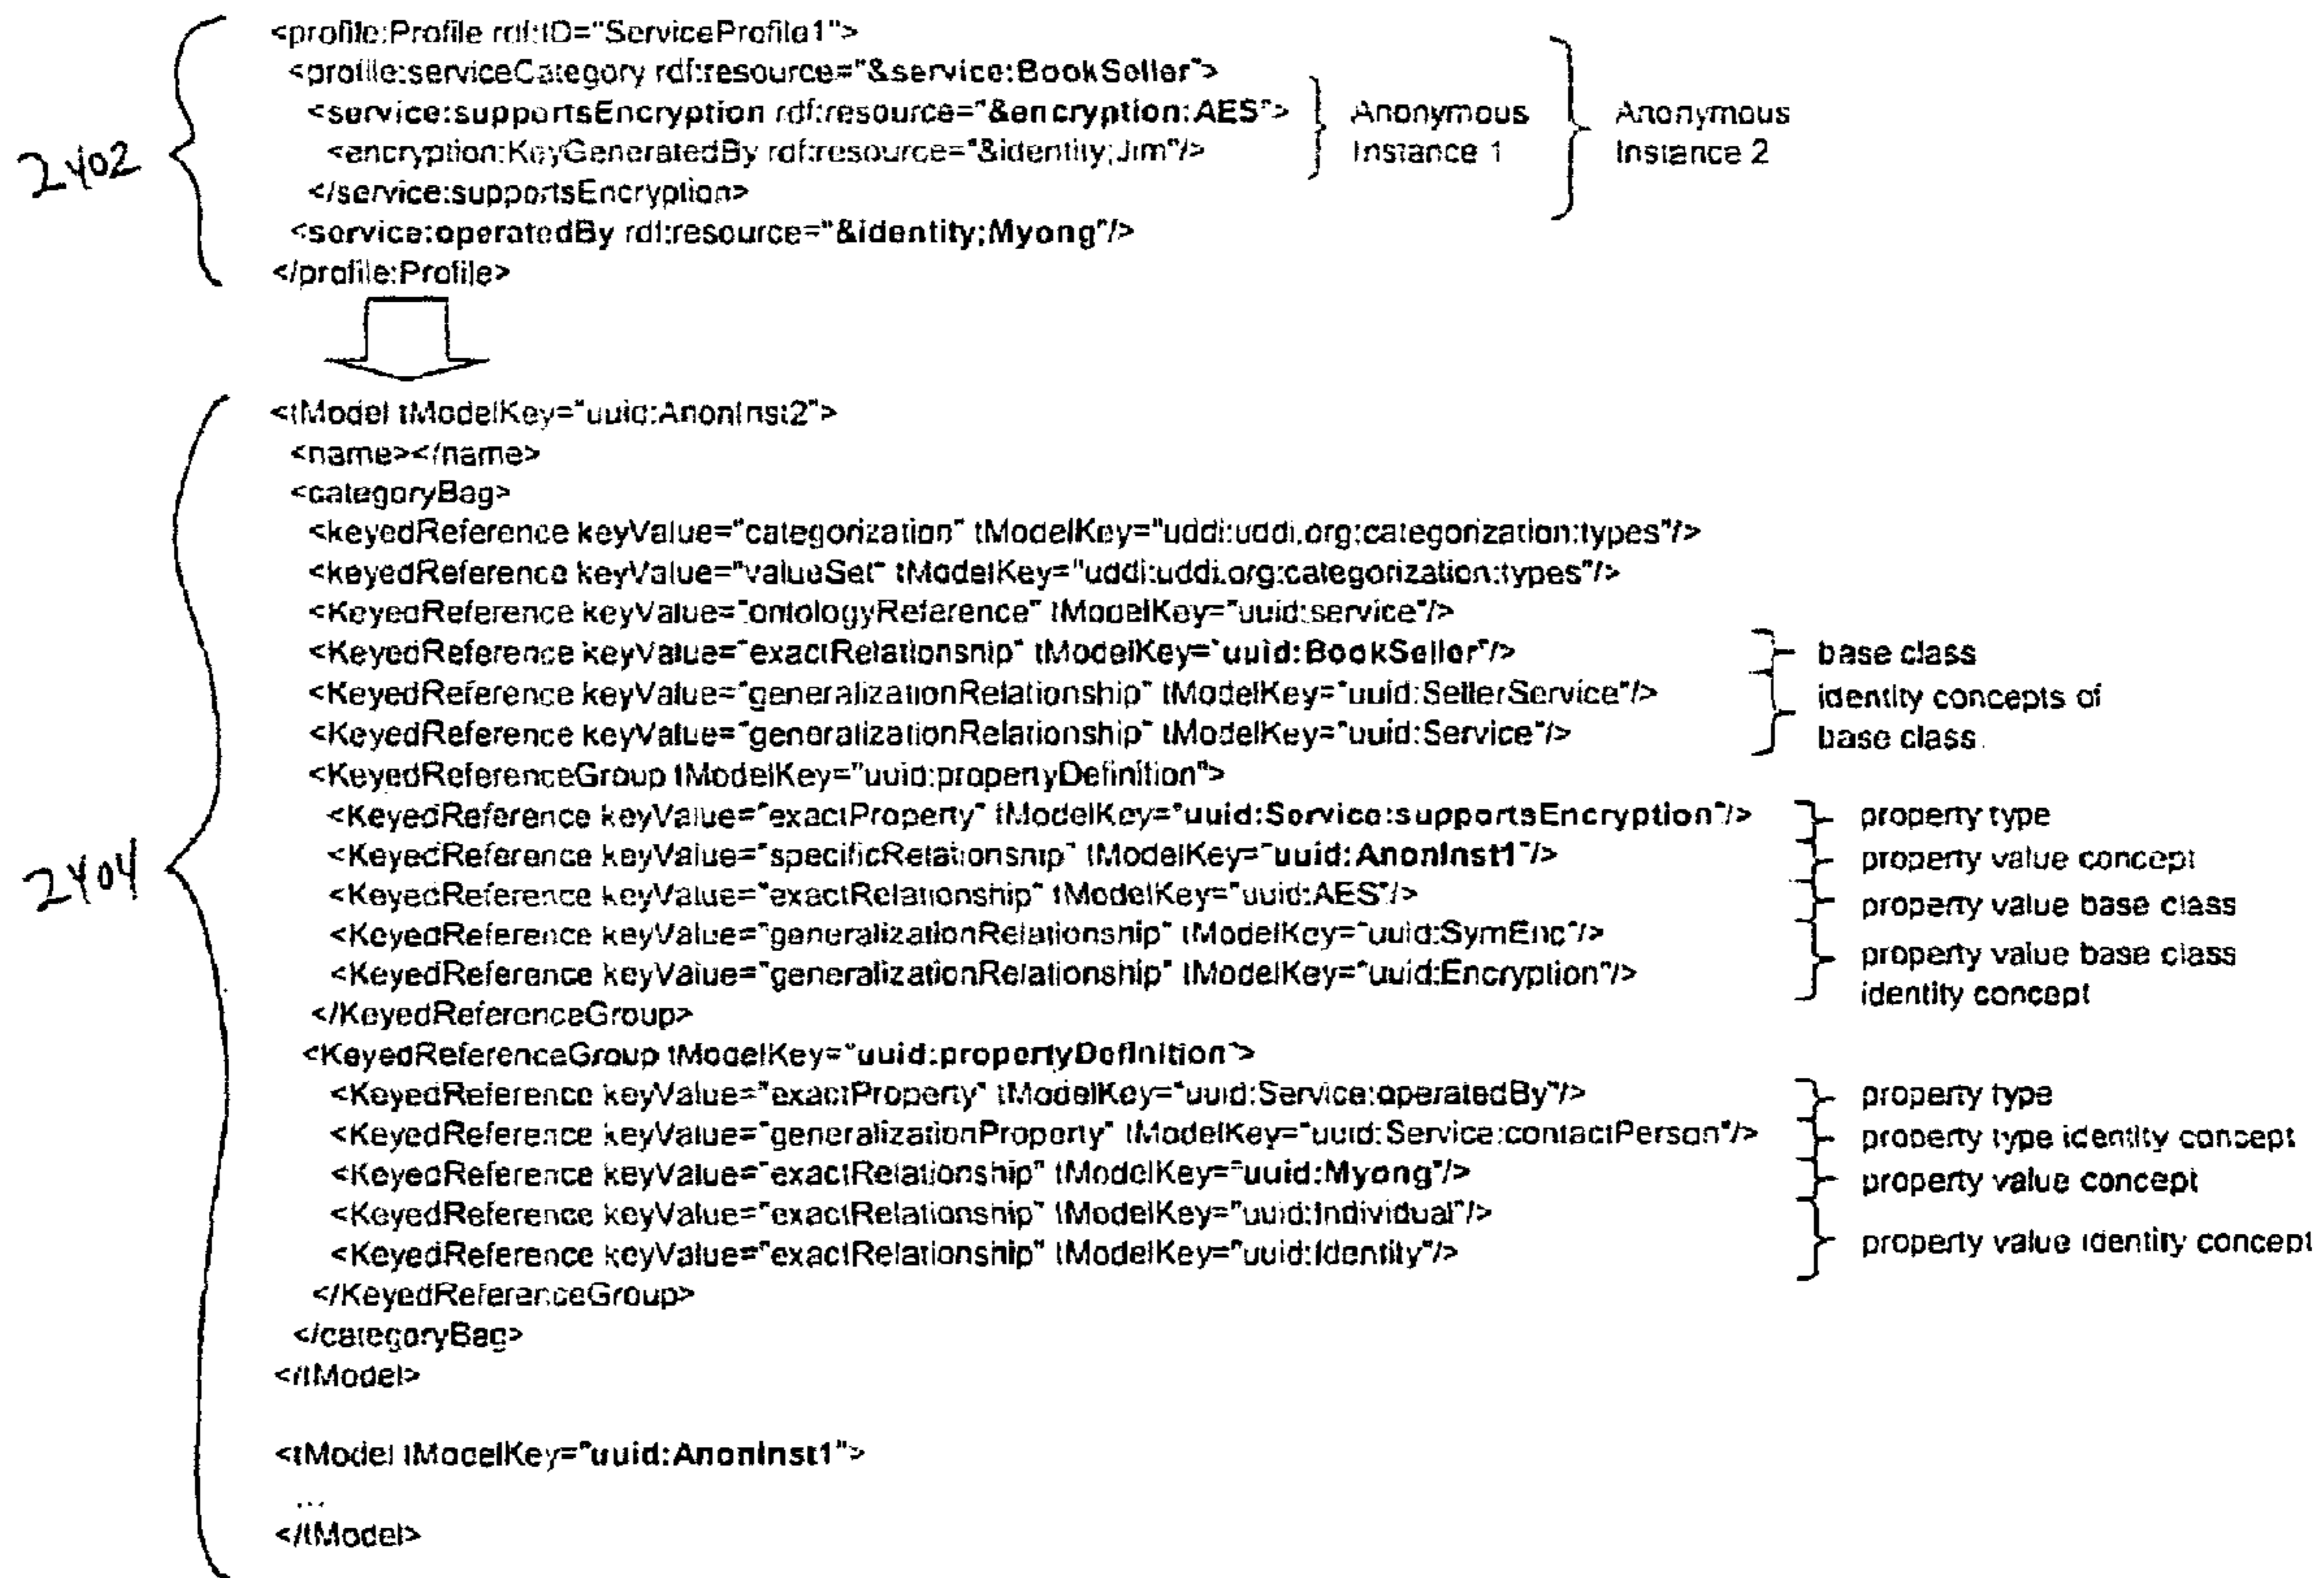 <profile:Profile rdf:ID="ServiceProfile1">
<profile:serviceCategory rdf:resource="&service:BookSeller">
<service:supportsEncryption rdf:resource="&encryption:AES">
<encryption:KeyGeneratedBy rdf:resource="&identity;Jim"/>
</service:supportsEncryption>
<service:operatedBy rdf:resource="&identity;Myong"/>
</profile:Profile>
Anonymous
Instance 1
Anonymous
Instance 2
2402
<tModel tModelKey="uuid:AnonInst2">
<name></name>
<categoryBag>
<keyedReference keyValue="categorization" tModelKey="uddi:uddi.org:categorization:types"/>
<keyedReference keyValue="valueSet" tModelKey="uddi:uddi.org:categorization:types"/>
<KeyedReference keyValue="ontologyReference" tModelKey="uuid:service"/>
<KeyedReference keyValue="exactRelationship" tModelKey="uuid:BookSeller"/> base class
<KeyedReference keyValue="generalizationRelationship" tModelKey="uuid:SellerService"/> identity concepts of
<KeyedReference keyValue="generalizationRelationship" tModelKey="uuid:Service"/> base class.
<KeyedReferenceGroup tModelKey="uuid:propertyDefinition">
<KeyedReference keyValue="exactProperty" tModelKey="uuid:Service:supportsEncryption"/> property type
<KeyedReference keyValue="specificRelationship" tModelKey="uuid:AnonInst1"/> property value concept
<KeyedReference keyValue="exactRelationship" tModelKey="uuid:AES"/> property value base class
<KeyedReference keyValue="generalizationRelationship" tModelKey="uuid:SymEnc"/> property value base class
<KeyedReference keyValue="generalizationRelationship" tModelKey="uuid:Encryption"/> identity concept
</KeyedReferenceGroup>
<KeyedReferenceGroup tModelKey="uuid:propertyDefinition">
<KeyedReference keyValue="exactProperty" tModelKey="uuid:Service:operatedBy"/> property type
<KeyedReference keyValue="generalizationProperty" tModelKey="uuid:Service:contactPerson"/> property type identity concept
<KeyedReference keyValue="exactRelationship" tModelKey="uuid:Myong"/> property value concept
<KeyedReference keyValue="exactRelationship" tModelKey="uuid:Individual"/>
<KeyedReference keyValue="exactRelationship" tModelKey="uuid:Identity"/> property value identity concept
</KeyedReferenceGroup>
</categoryBag>
</tModel>
2404
<tModel tModelKey="uuid:AnonInst1">
...
</tModel>